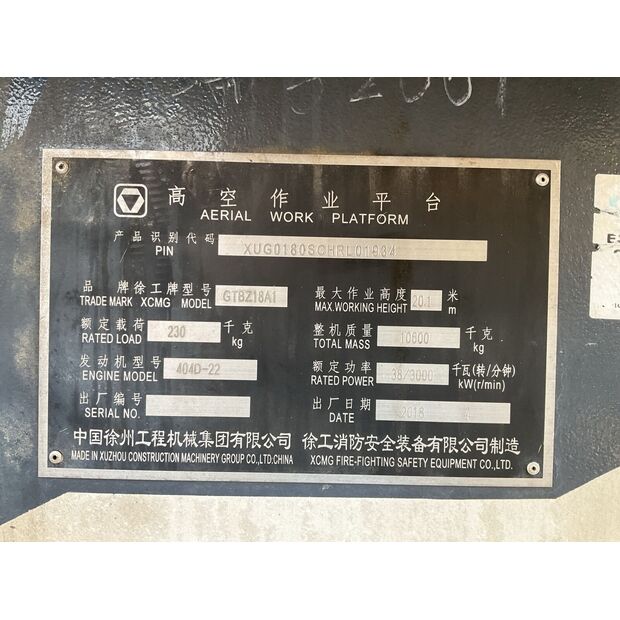 高空作业平台
AERIAL WORK PLATFORM
产品识别代码
PIN XUG0180SCHRL01984
品 牌 徐工牌 型号 GTBZ18A1
TRADE MARK XCMG MODEL
最大作业高度 20.1 米
MAX.WORKING HEIGHT m
额定载荷 230 千克
RATED LOAD kg
整机质量 10600 千克
TOTAL MASS kg
发动机型号 404D-22
ENGINE MODEL
额定功率 38/3000 千瓦(转/分钟)
RATED POWER kW(r/min)
出厂编号
SERIAL NO.
出厂日期 2018 4
DATE
中国徐州工程机械集团有限公司 徐工消防安全装备有限公司制造
MADE IN XUZHOU CONSTRUCTION MACHINERY GROUP CO.,LTD.CHINA XCMG FIRE-FIGHTING SAFETY EQUIPMENT CO.,LTD.